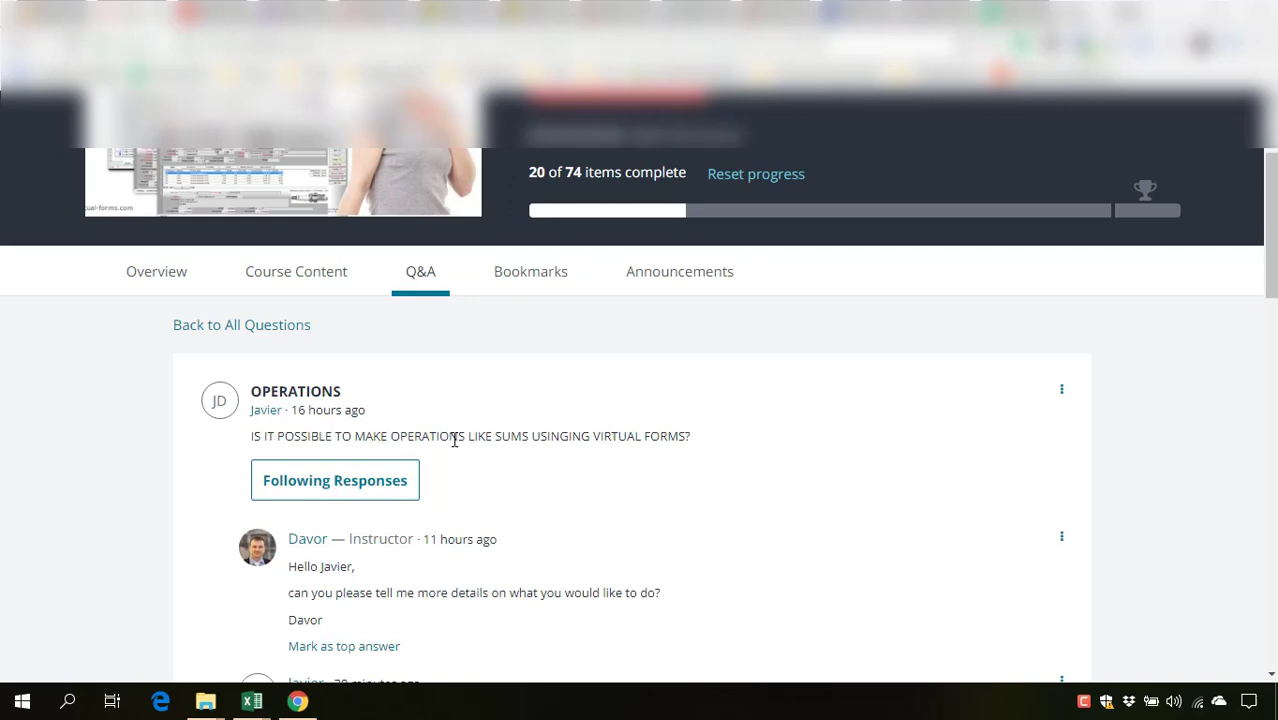 ual-forms.com
20 of 74 items complete
Reset progress
Overview
Course Content
Q&A
Bookmarks
Announcements
Back to All Questions
JD
OPERATIONS
Javier · 16 hours ago
IS IT POSSIBLE TO MAKE OPERATIONS LIKE SUMS USINGING VIRTUAL FORMS?
Following Responses
Davor — Instructor · 11 hours ago
Hello Javier,
can you please tell me more details on what you would like to do?
Davor
Mark as top answer